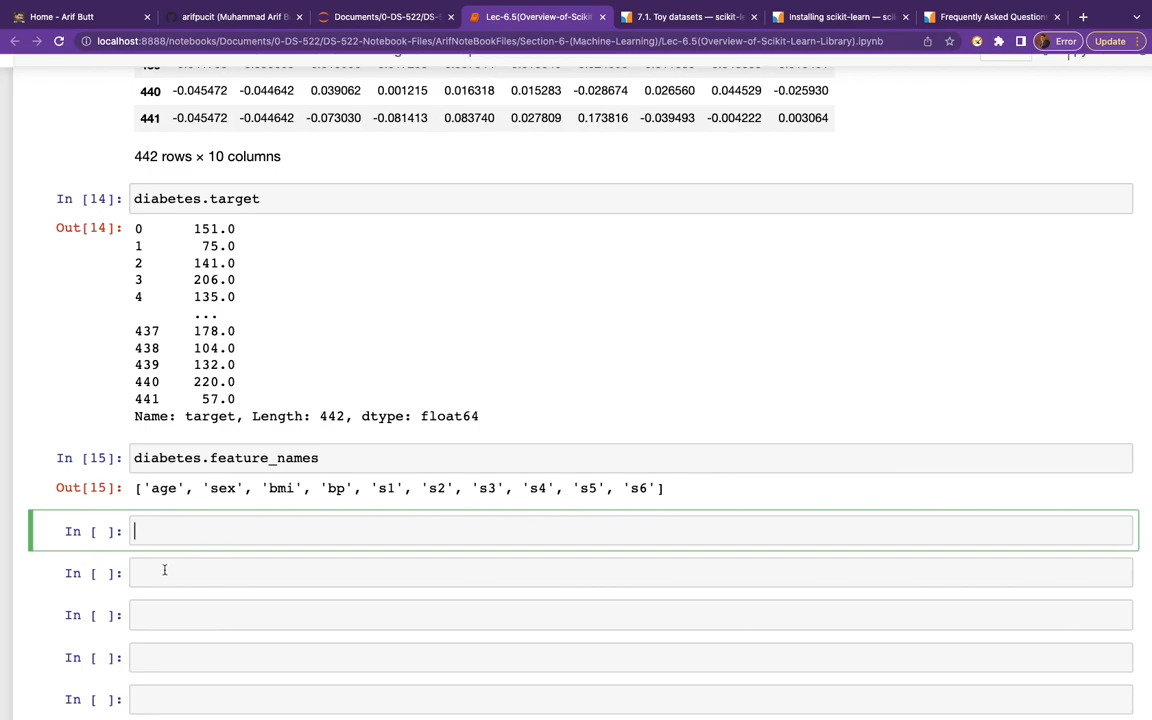 Home - Arif Butt
arifpucit (Muhammad Arif B
Documents/0-DS-522/DS-
Lec-6.5(Overview-of-Sciki
7.1. Toy datasets — scikit-l
Installing scikit-learn — sci
Frequently Asked Question
localhost:8888/notebooks/Documents/0-DS-522/DS-522-Notebook-Files/ArifNoteBookFiles/Section-6-(Machine-Learning)/Lec-6.5(Overview-of-Scikit-Learn-Library).ipynb
Error
Update
440 -0.045472 -0.044642 0.039062 0.001215 0.016318 0.015283 -0.028674 0.026560 0.044529 -0.025930
441 -0.045472 -0.044642 -0.073030 -0.081413 0.083740 0.027809 0.173816 -0.039493 -0.004222 0.003064
442 rows × 10 columns
In [14]: diabetes.target
Out[14]: 0 151.0
1 75.0
2 141.0
3 206.0
4 135.0
...
437 178.0
438 104.0
439 132.0
440 220.0
441 57.0
Name: target, Length: 442, dtype: float64
In [15]: diabetes.feature_names
Out[15]: ['age', 'sex', 'bmi', 'bp', 's1', 's2', 's3', 's4', 's5', 's6']
In [ ]:
In [ ]:
In [ ]:
In [ ]:
In [ ]: